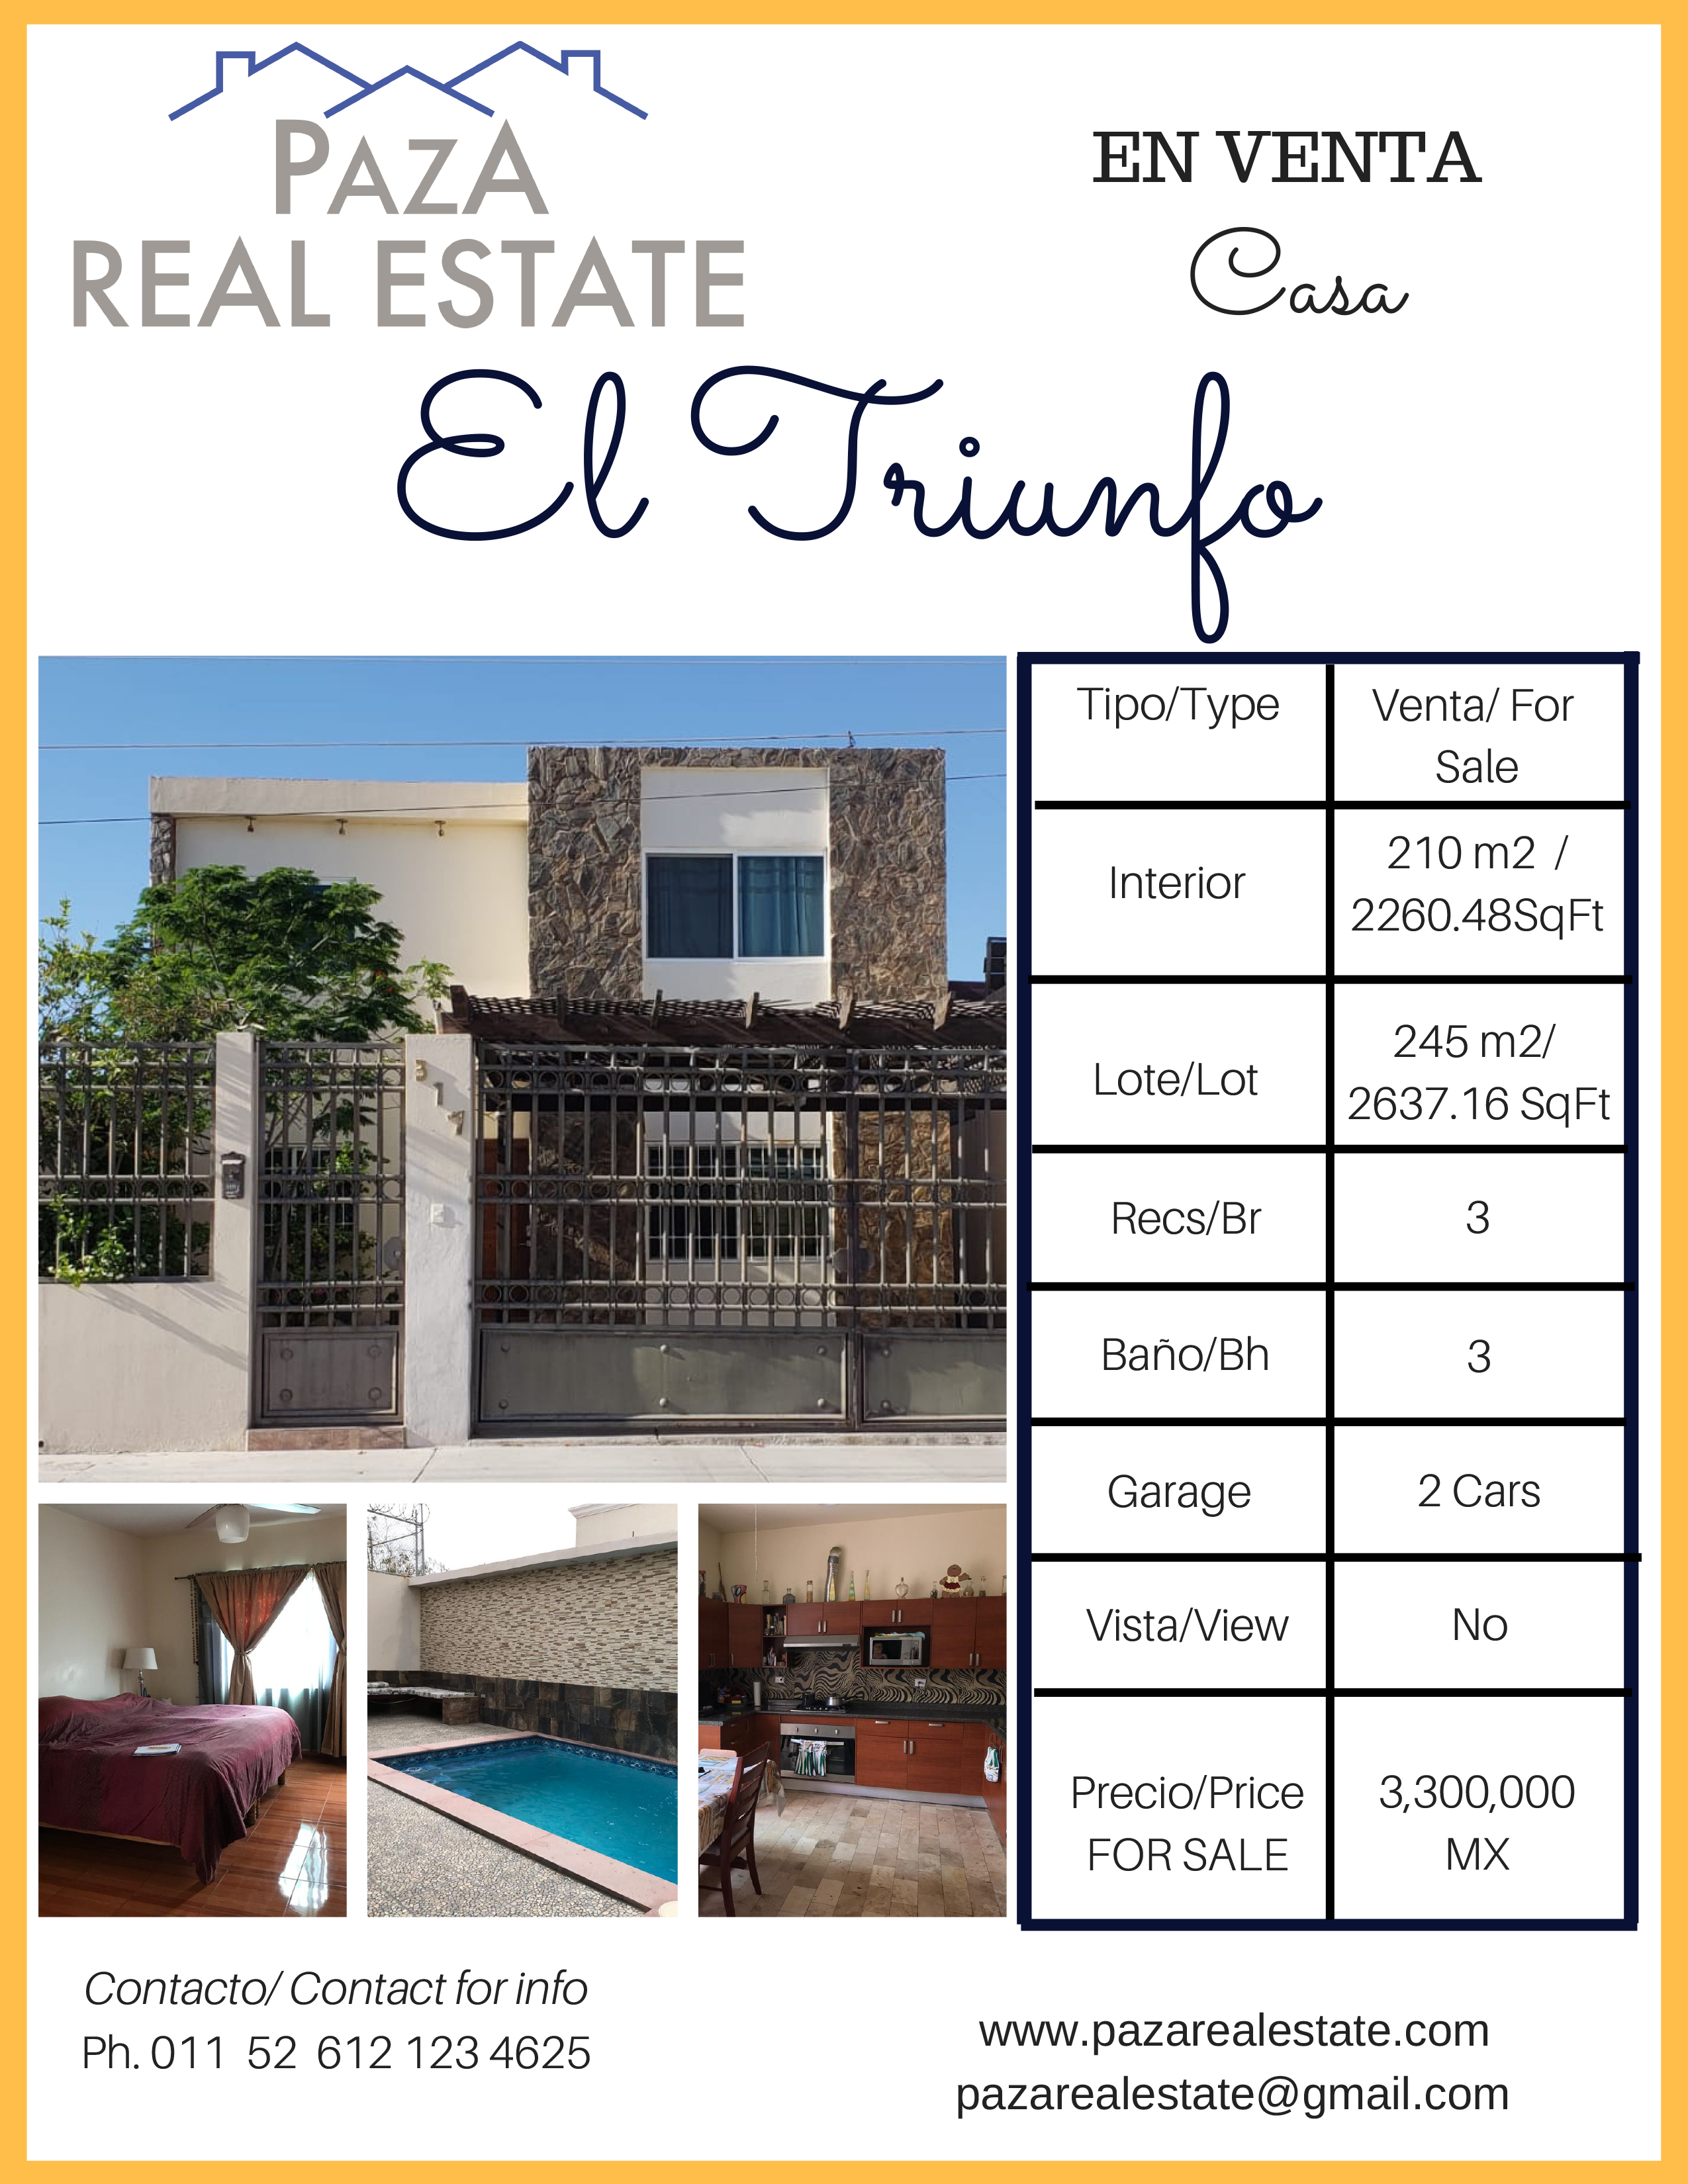 PAZA
REAL ESTATE
EN VENTA
Casa
El Triunfo
Tipo/Type
Venta/ For
Sale
Interior
210 m2 /
2260.48SqFt
Lote/Lot
245 m2/
2637.16 SqFt
Recs/Br
3
Baño/Bh
3
Garage
2 Cars
Vista/View
No
Precio/Price
FOR SALE
3,300,000
MX
Contacto/ Contact for info
Ph. 011 52 612 123 4625
www.pazarealestate.com
pazarealestate@gmail.com